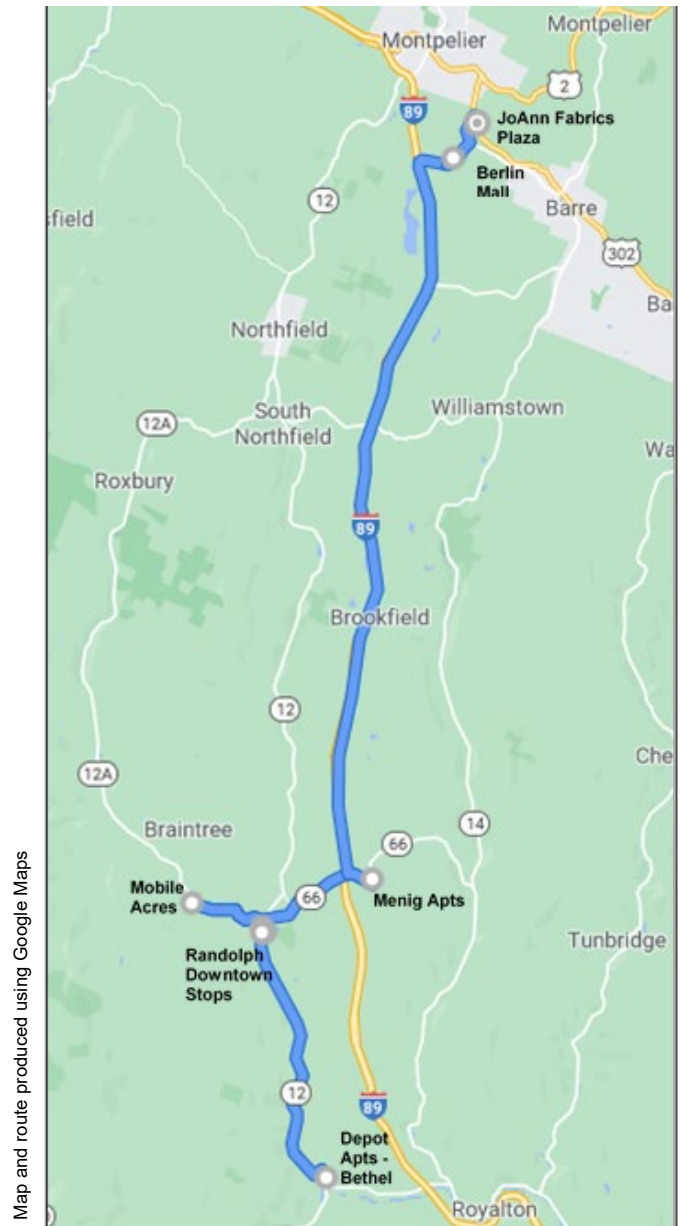 Montpelier
Montpelier
2
89
JoAnn Fabrics
Plaza
Berlin
Mall
12
Barre
sfield
302
Ba
Northfield
12A
South
Northfield
Williamstown
Wa
Roxbury
89
Brookfield
12
Che
12A
14
Braintree
66
Mobile
Acres
66
Menig Apts
Randolph
Downtown
Stops
Tunbridge
12
89
Depot
Apts -
Bethel
Royalton
Map and route produced using Google Maps